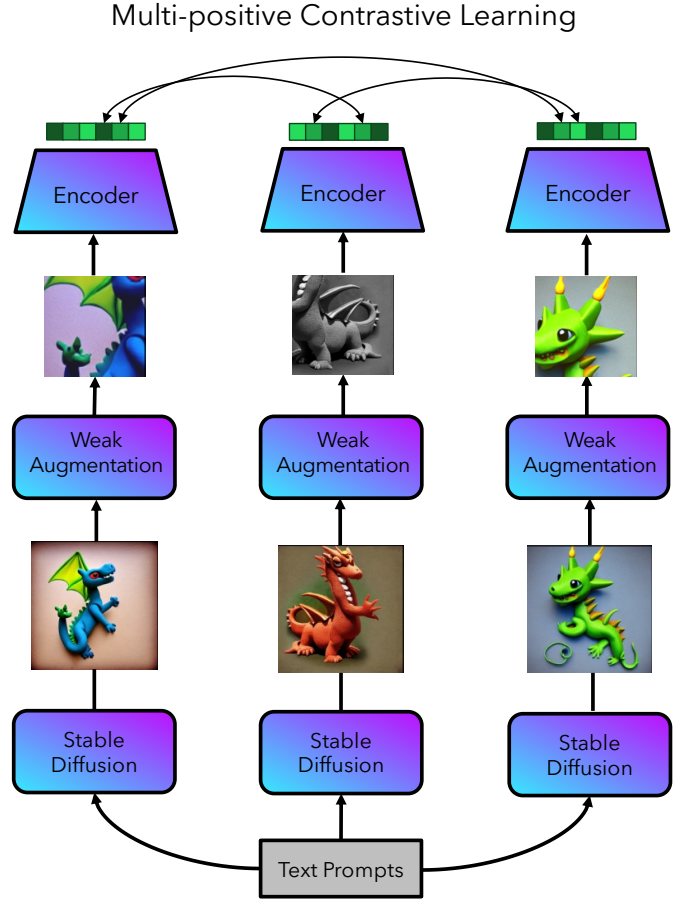 Multi-positive Contrastive Learning
Encoder
Encoder
Encoder
Weak
Augmentation
Weak
Augmentation
Weak
Augmentation
Stable
Diffusion
Stable
Diffusion
Stable
Diffusion
Text Prompts